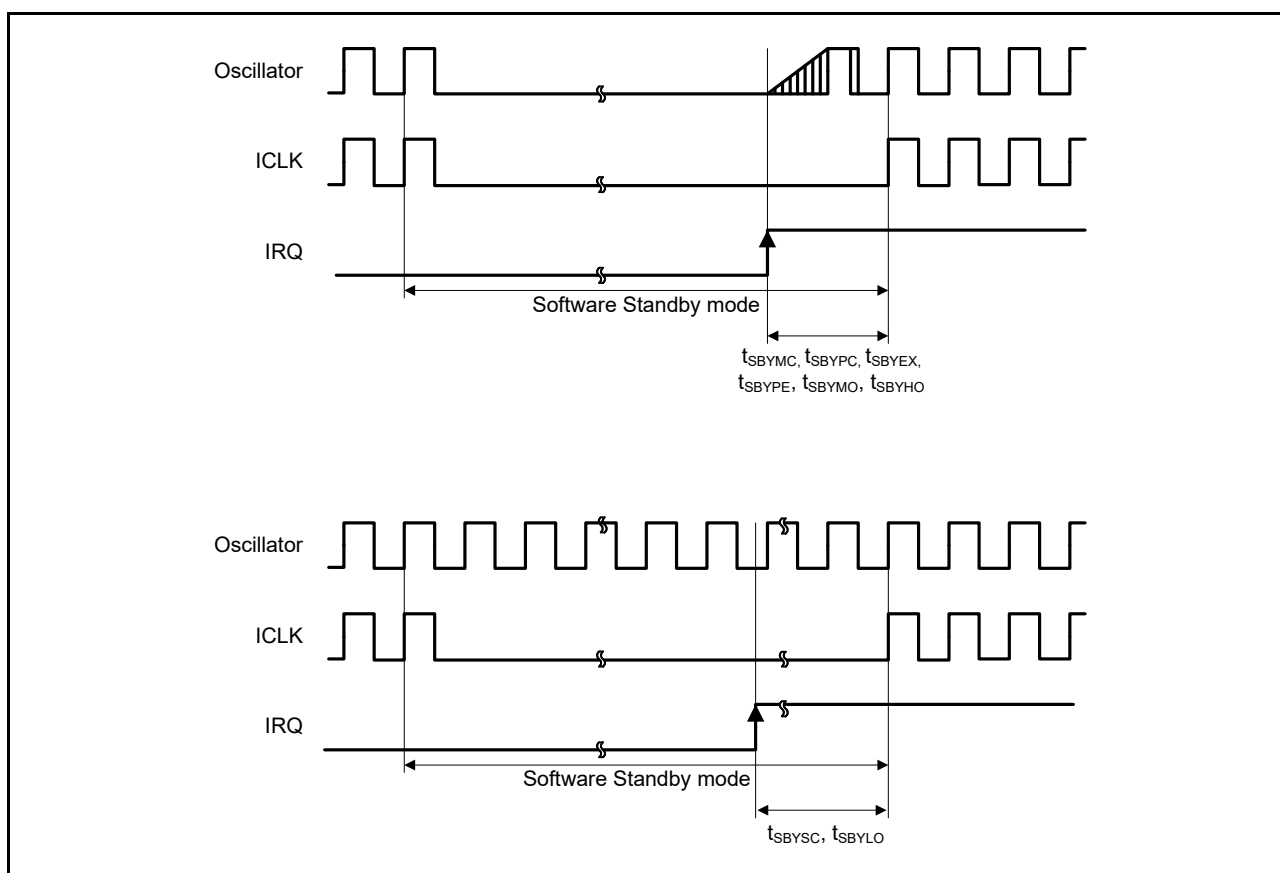 Oscillator
ICLK
IRQ
Software Standby mode
tSBYMC, tSBYPC, tSBYEX,
tSBYPE, tSBYMO, tSBYHO
Oscillator
ICLK
IRQ
Software Standby mode
tSBYSC, tSBYLO